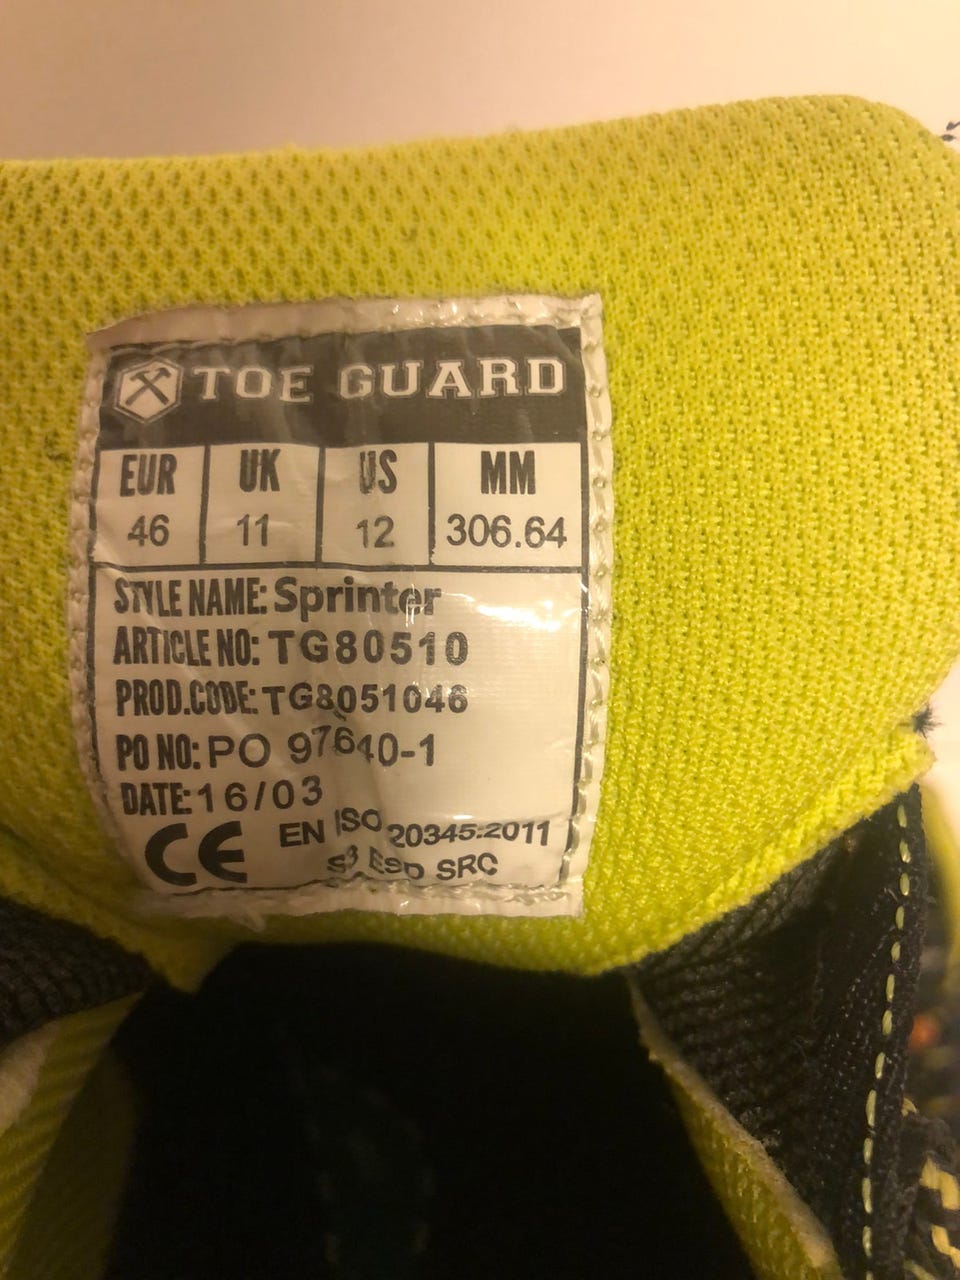 TOE GUARD
EUR UK US MM
46 11 12 306.64
STYLE NAME: Sprinter
ARTICLE NO: TG80510
PROD.CODE: TG8051046
PO NO: PO 97640-1
DATE: 16/03
CE EN ISO 20345:2011
S3 ESD SRC